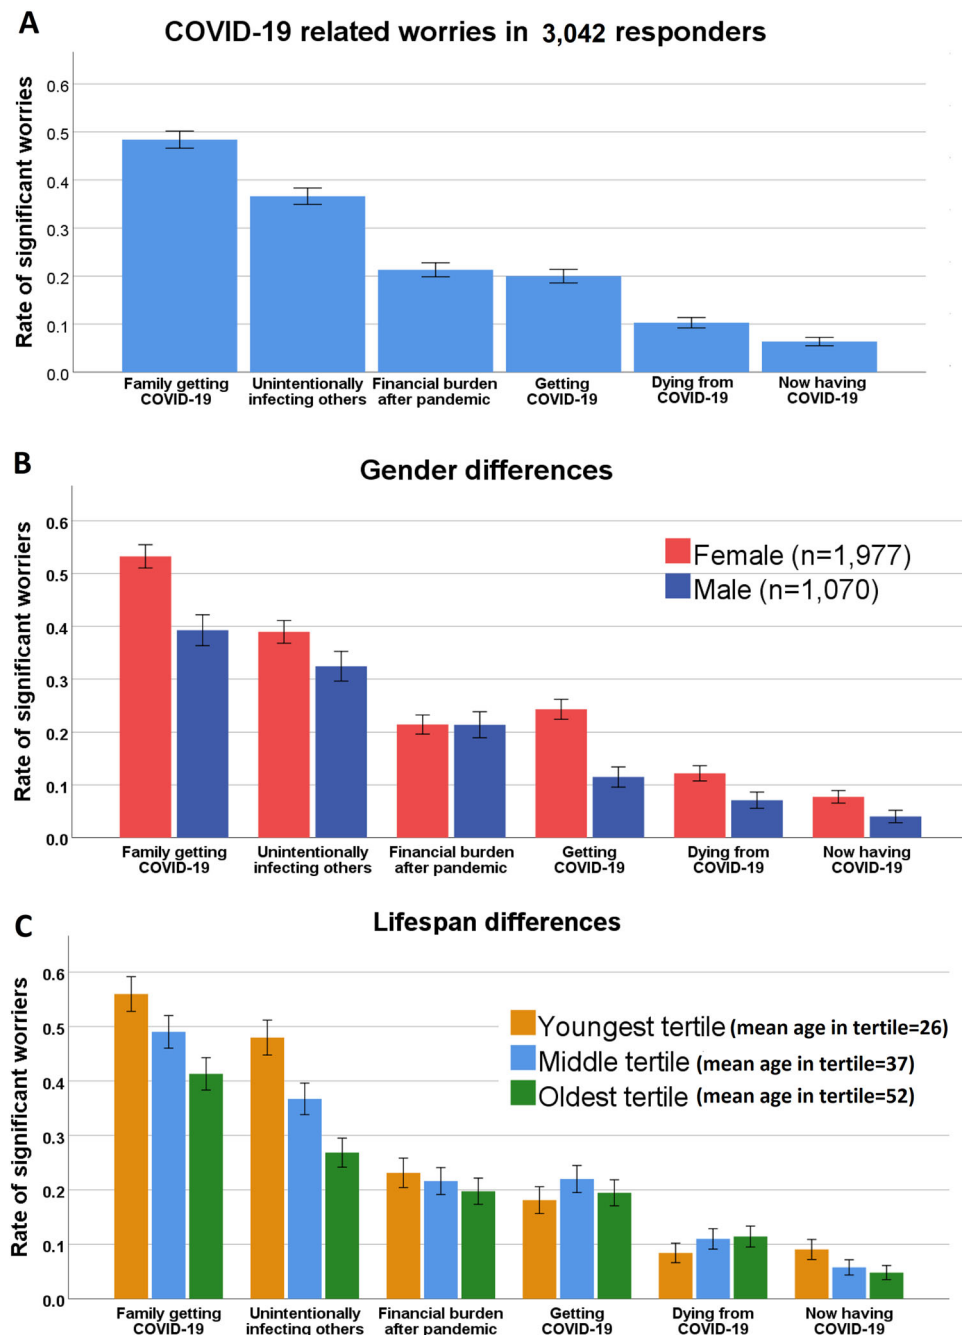 A
COVID-19 related worries in 3,042 responders
Rate of significant worries
0.6
0.5
0.4
0.3
0.2
0.1
0.0
Family getting
COVID-19
Unintentionally
infecting others
Financial burden
after pandemic
Getting
COVID-19
Dying from
COVID-19
Now having
COVID-19
B
Gender differences
Rate of significant worriers
0.6
0.5
0.4
0.3
0.2
0.1
0.0
Female (n=1,977)
Male (n=1,070)
Family getting
COVID-19
Unintentionally
infecting others
Financial burden
after pandemic
Getting
COVID-19
Dying from
COVID-19
Now having
COVID-19
C
Lifespan differences
Rate of significant worriers
0.6
0.5
0.4
0.3
0.2
0.1
0.0
Youngest tertile (mean age in tertile=26)
Middle tertile (mean age in tertile=37)
Oldest tertile (mean age in tertile=52)
Family getting
COVID-19
Unintentionally
infecting others
Financial burden
after pandemic
Getting
COVID-19
Dying from
COVID-19
Now having
COVID-19